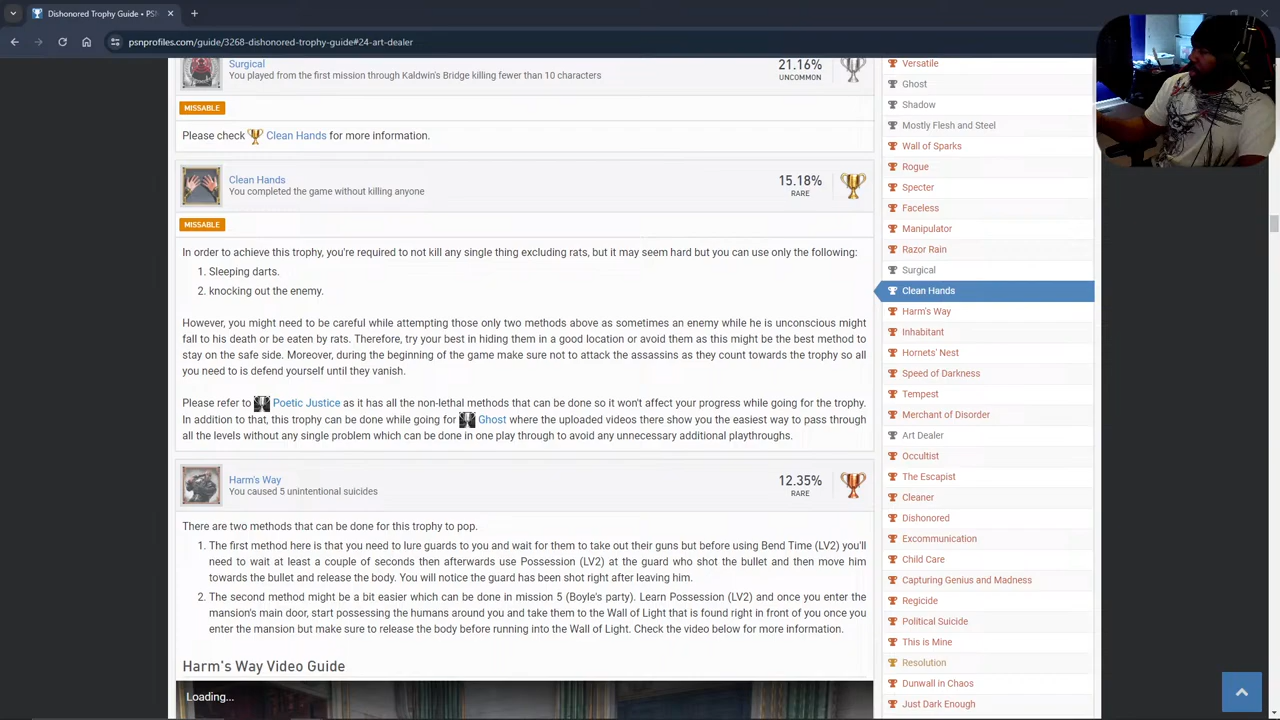 Dishonored Trophy Guide • PSN
psnprofiles.com/guide/3268-dishonored-trophy-guide#24-art-dealer
Surgical
You played from the first mission through Kaldwin's Bridge killing fewer than 10 characters
21.16%
UNCOMMON
MISSABLE
Please check Clean Hands for more information.
Clean Hands
You completed the game without killing anyone
15.18%
RARE
MISSABLE
In order to achieve this trophy, you're required to not kill any single thing excluding rats, but it may seem hard but you can use only the following:
1. Sleeping darts.
2. knocking out the enemy.
However, you might need to be careful while attempting those only two methods above as sometimes an enemy while he is unconscious might
fall to his death or be eaten by rats. Therefore, try your best in hiding them in a good location or avoid them as this might be the best method to
stay on the safe side. Moreover, during the beginning of the game make sure not to attack the assassins as they count towards the trophy so all
you need to is defend yourself until they vanish.
Please refer to Poetic Justice as it has all the non-lethal methods that can be done so it won't affect your progress while going for the trophy.
In addition to that, this trophy can be done while going for Ghost where the uploaded videos there show you the easiest way to pass through
all the levels without any single problem which can be done in one play through to avoid any unnecessary additional playthroughs.
Harm's Way
You caused 5 unintentional suicides
12.35%
RARE
There are two methods that can be done for this trophy to pop.
1. The first method here is that you need to lure guards to you and wait for them to take out their guns but before using Bend Time (LV2) you'll
need to wait at least a couple of seconds then afterwards use Possession (LV2) at the guard who shot the bullet and then move him
towards the bullet and release the body. You will notice the guard has been shot right after leaving him.
2. The second method might be a bit easier which can be done in mission 5 (Boyle's party). Learn Possession (LV2) and once you enter the
mansion's main door, start possessing the humans around you and take them to the Wall of Light that is found right in front of you once you
enter the mansion but make sure to release the body before running into the Wall of Light. Check the video below for more information.
Harm's Way Video Guide
Loading...
Versatile
Ghost
Shadow
Mostly Flesh and Steel
Wall of Sparks
Rogue
Specter
Faceless
Manipulator
Razor Rain
Surgical
Clean Hands
Harm's Way
Inhabitant
Hornets' Nest
Speed of Darkness
Tempest
Merchant of Disorder
Art Dealer
Occultist
The Escapist
Cleaner
Dishonored
Excommunication
Child Care
Capturing Genius and Madness
Regicide
Political Suicide
This is Mine
Resolution
Dunwall in Chaos
Just Dark Enough